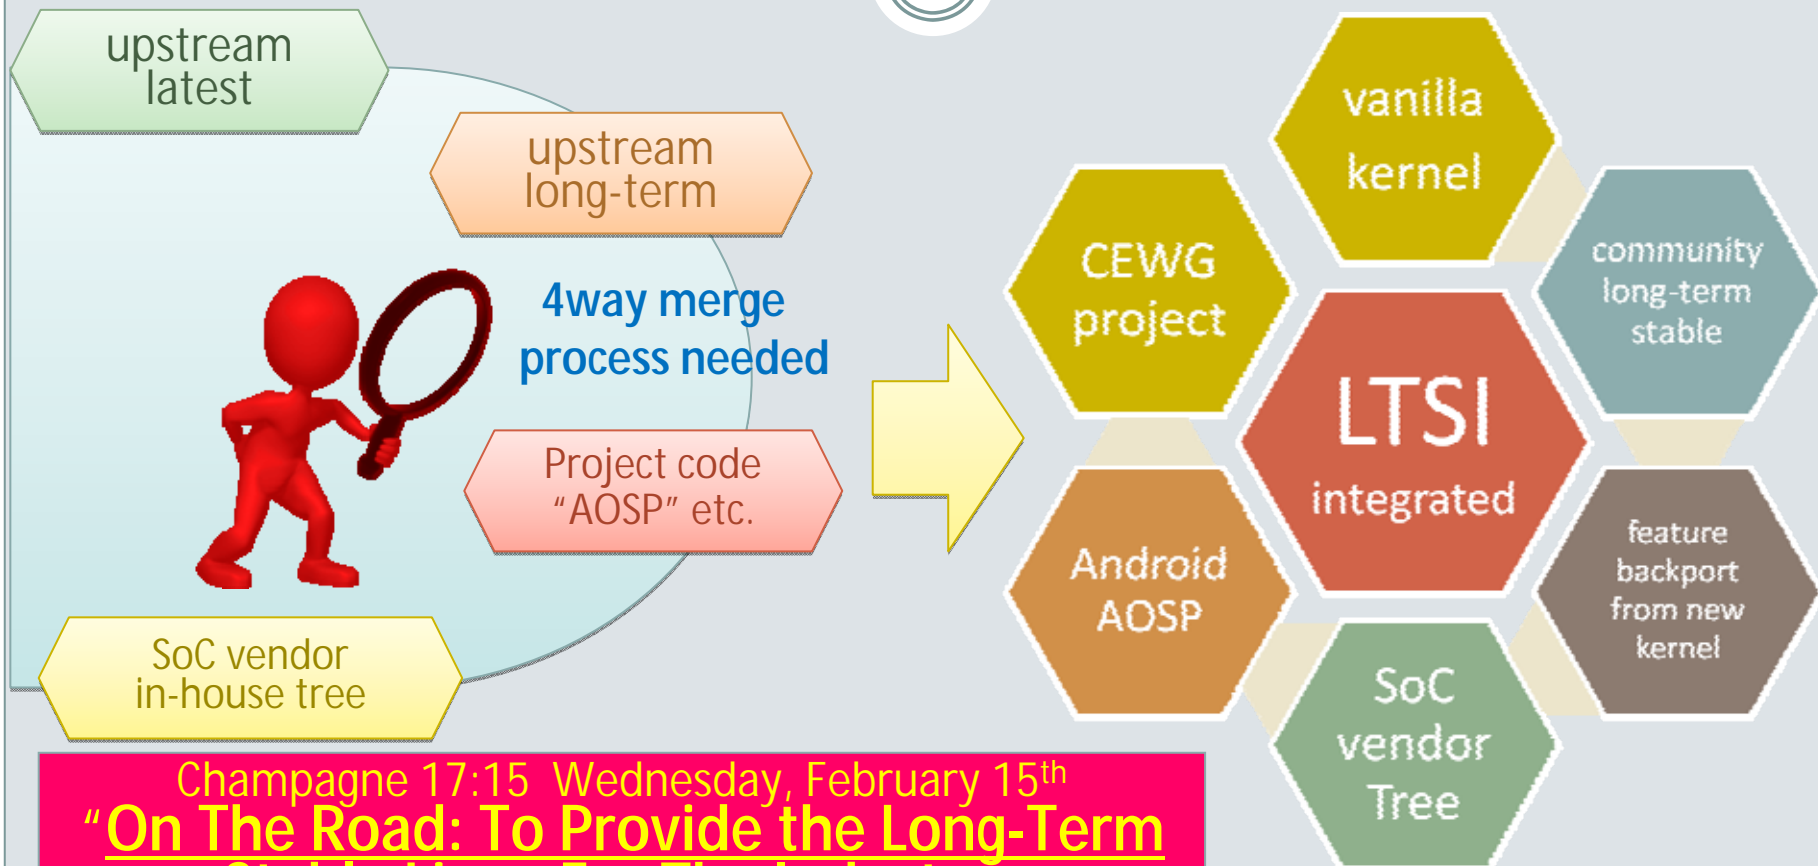 upstream
latest
upstream
long-term
4way merge
process needed
Project code
“AOSP” etc.
SoC vendor
in-house tree
vanilla
kernel
CEWG
project
community
long-term
stable
LTSI
integrated
Android
AOSP
feature
backport
from new
kernel
SoC
vendor
Tree
Champagne 17:15 Wednesday, February 15th
“On The Road: To Provide the Long-Term